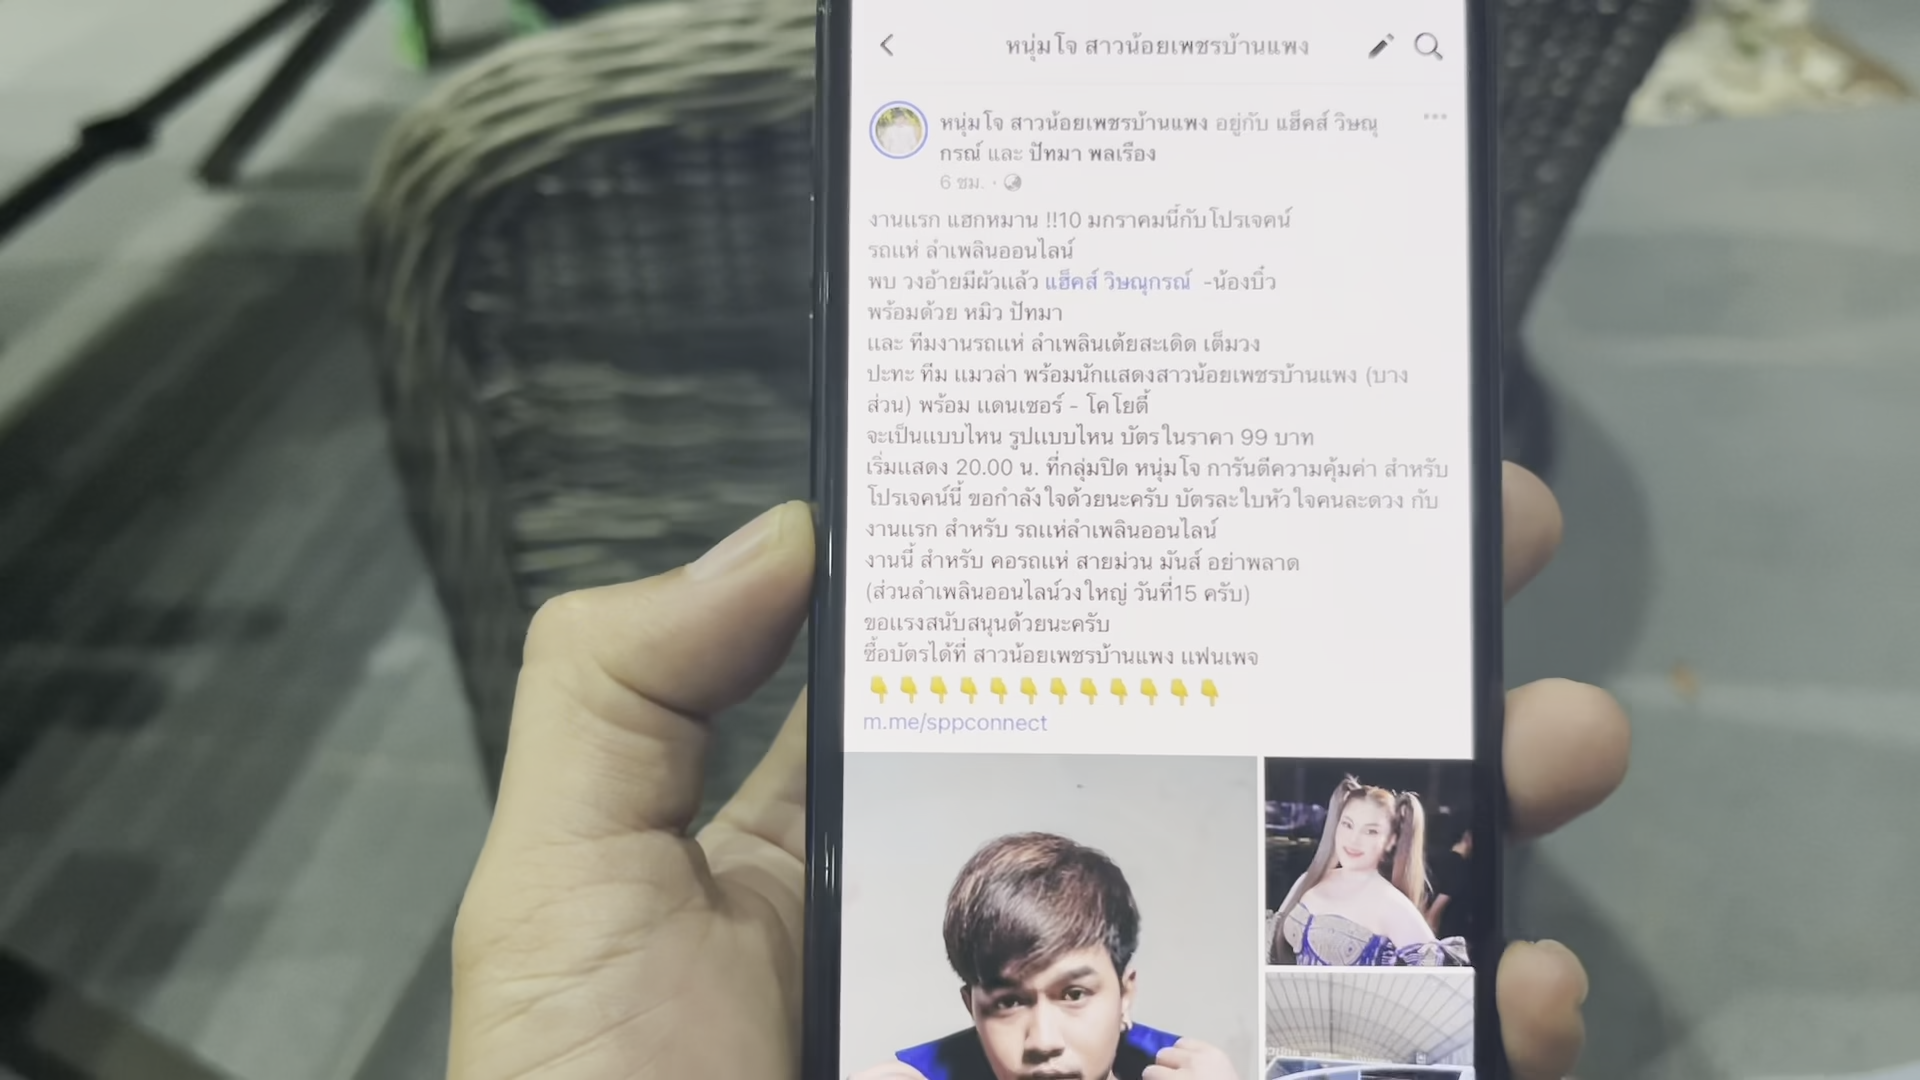 หนุ่มโจ สาวน้อยเพชรบ้านแพง
หนุ่มโจ สาวน้อยเพชรบ้านแพง อยู่กับ แฮ็คส์ วิษณุ
กรณ์ และ ปัทมา พลเรือง
6 ชม. ·
งานแรก แฮกหมาน !!10 มกราคมนี้กับโปรเจคน์
รถแห่ ลำเพลินออนไลน์
พบ วงอ้ายมีผัวแล้ว แฮ็คส์ วิษณุกรณ์ -น้องบิ๋ว
พร้อมด้วย หมิว ปัทมา
และ ทีมงานรถแห่ ลำเพลินเต้ยสะเดิด เต็มวง
ปะทะ ทีม แมวล่า พร้อมนักแสดงสาวน้อยเพชรบ้านแพง (บาง
ส่วน) พร้อม แดนเซอร์ - โคโยตี้
จะเป็นแบบไหน รูปแบบไหน บัตรในราคา 99 บาท
เริ่มแสดง 20.00 น. ที่กลุ่มปิด หนุ่มโจ การันตีความคุ้มค่า สำหรับ
โปรเจคน์นี้ ขอกำลังใจด้วยนะครับ บัตรละใบหัวใจคนละดวง กับ
งานแรก สำหรับ รถแห่ลำเพลินออนไลน์
งานนี้ สำหรับ คอรถแห่ สายม่วน มันส์ อย่าพลาด
(ส่วนลำเพลินออนไลน์วงใหญ่ วันที่15 ครับ)
ขอแรงสนับสนุนด้วยนะครับ
ซื้อบัตรได้ที่ สาวน้อยเพชรบ้านแพง แฟนเพจ
👇👇👇👇👇👇👇👇👇👇👇👇
m.me/sppconnect